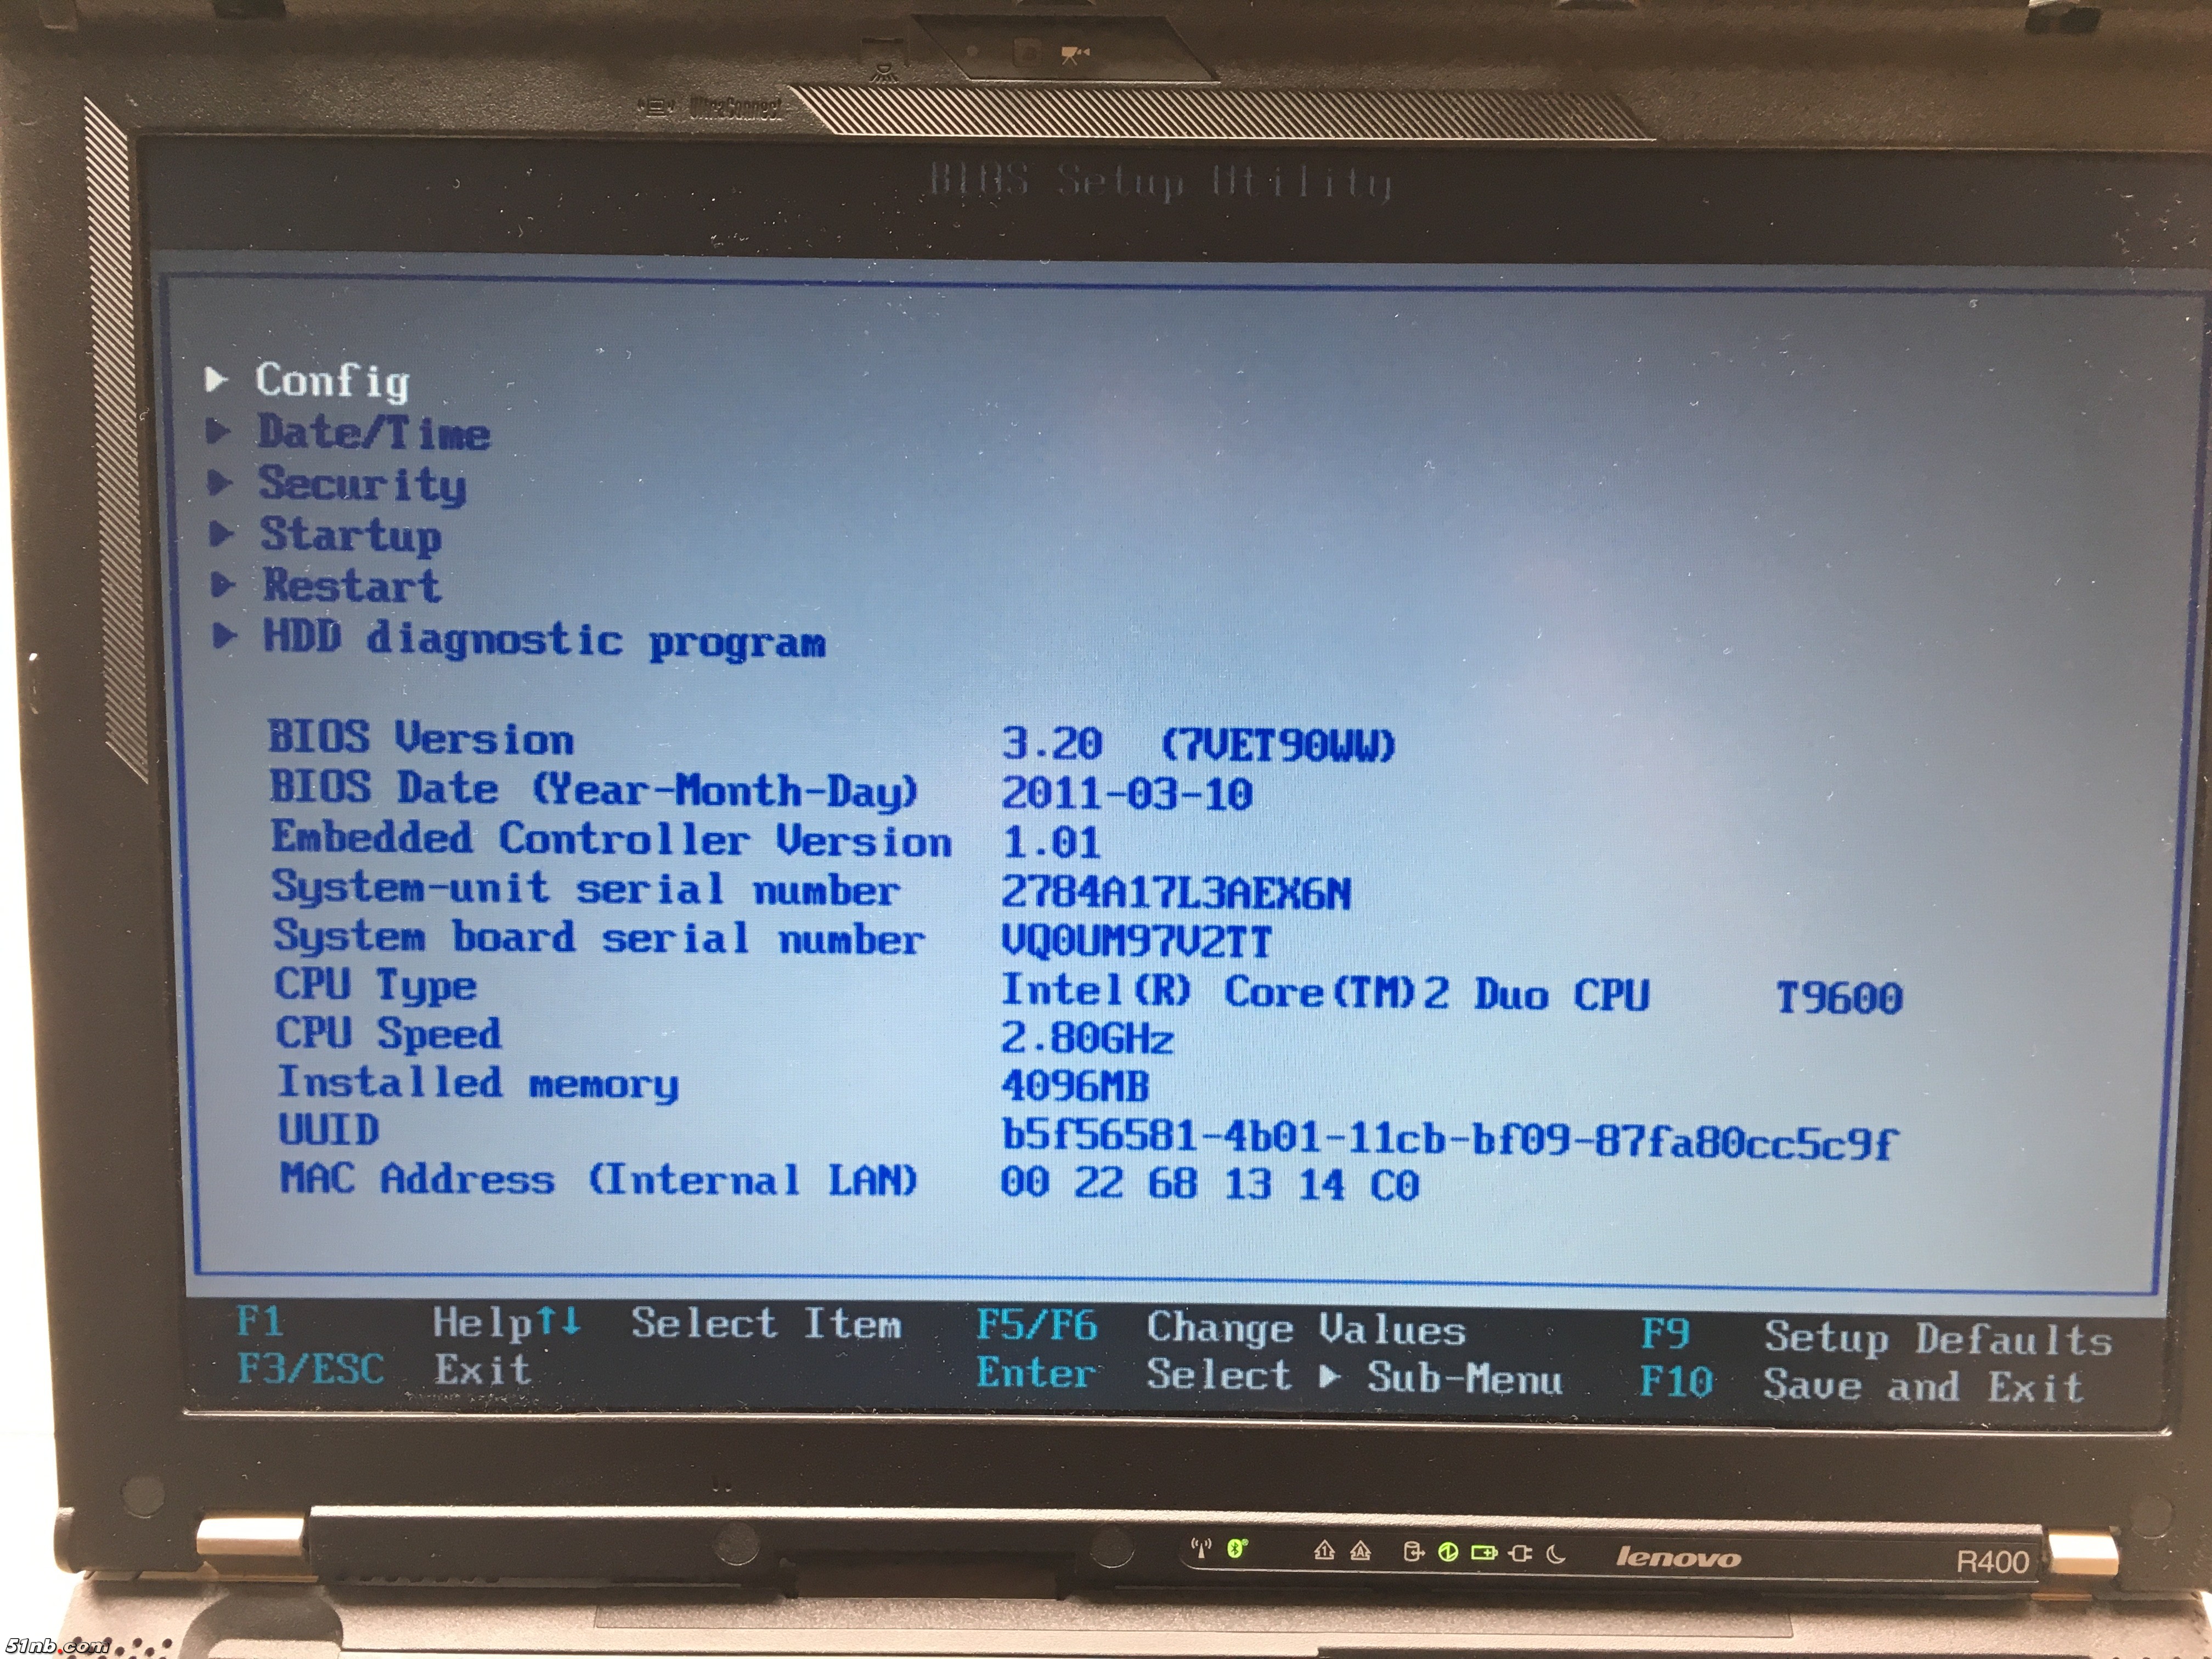 UltraConnect
BIOS Setup Utility
Config
Date/Time
Security
Startup
Restart
HDD diagnostic program
BIOS Version 3.20 (7VET90WW)
BIOS Date (Year-Month-Day) 2011-03-10
Embedded Controller Version 1.01
System-unit serial number 2784A17L3AEX6N
System board serial number VQ0UM97V2TT
CPU Type Intel(R) Core(TM)2 Duo CPU T9600
CPU Speed 2.80GHz
Installed memory 4096MB
UUID b5f56581-4b01-11cb-bf09-87fa80cc5c9f
MAC Address (Internal LAN) 00 22 68 13 14 C0
F1 Help↑↓ Select Item F5/F6 Change Values F9 Setup Defaults
F3/ESC Exit Enter Select ▶ Sub-Menu F10 Save and Exit
lenovo R400
51nb.com